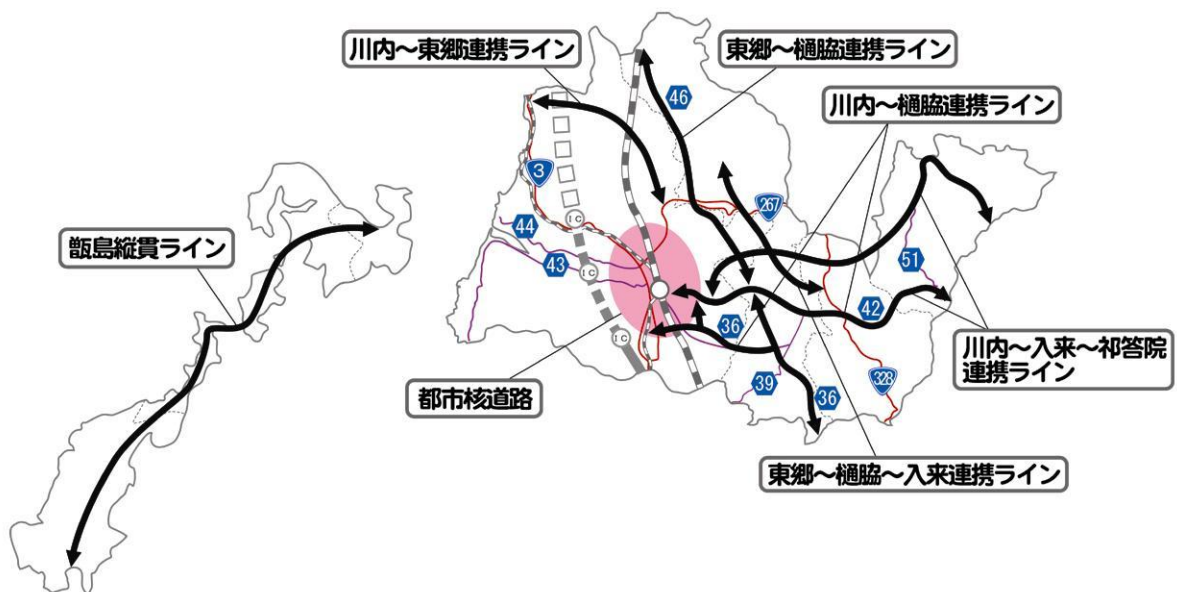 川内～東郷連携ライン
東郷～樋脇連携ライン
46
川内～樋脇連携ライン
3
267
IC
44
甑島縦貫ライン
43
IC
51
42
36
IC
川内～入来～祁答院
連携ライン
都市核道路
39
36
328
東郷～樋脇～入来連携ライン